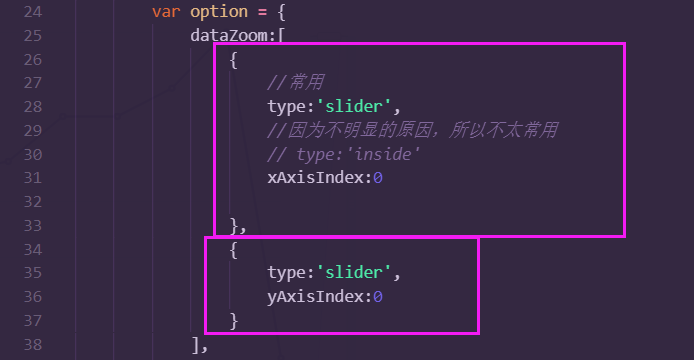 24 var option = {
25 dataZoom:[
26 {
27 //常用
28 type:'slider',
29 //因为不明显的原因，所以不太常用
30 // type:'inside'
31 xAxisIndex:0
32
33 },
34 {
35 type:'slider',
36 yAxisIndex:0
37 }
38 ],